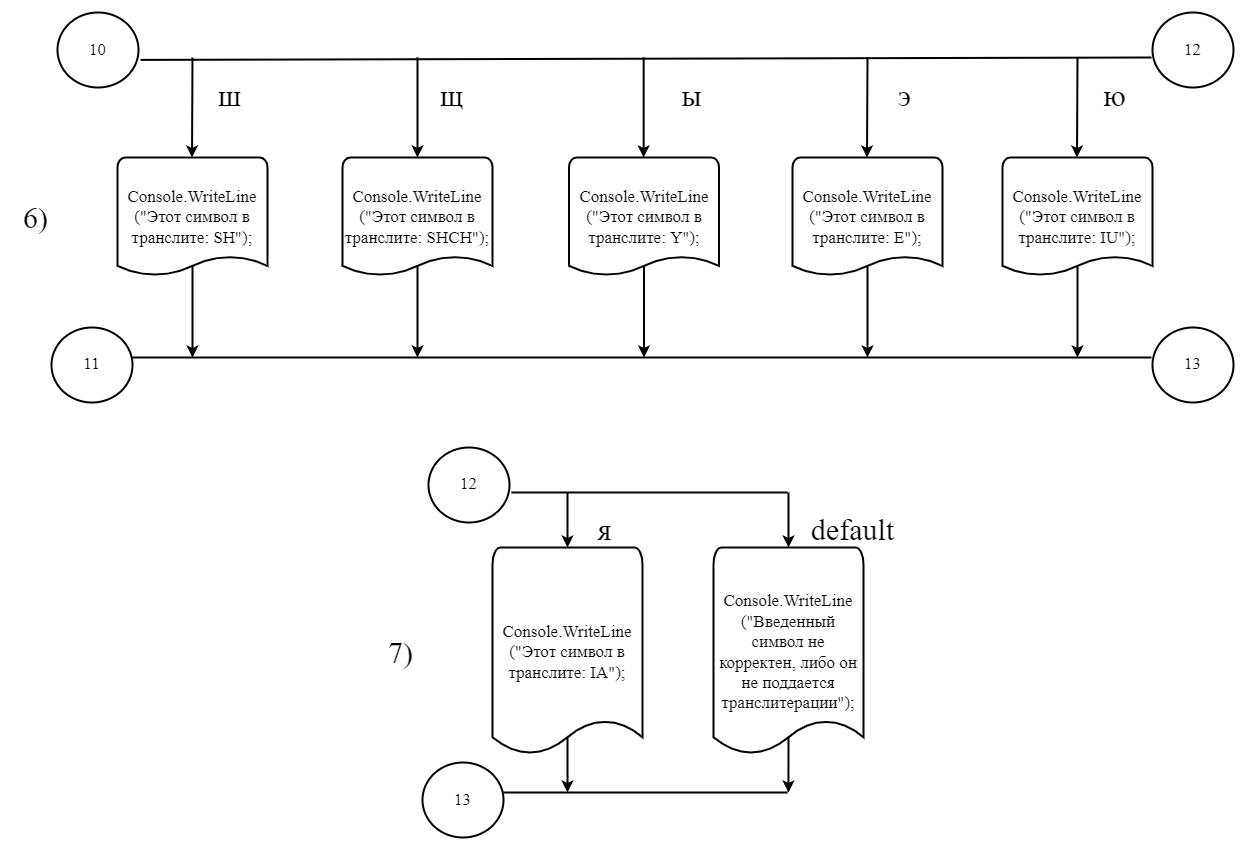 10
12
Ш
Щ
Ы
Э
Ю
6)
Console.WriteLine
("Этот символ в
транслите: SH");
Console.WriteLine
("Этот символ в
транслите: SHCH");
Console.WriteLine
("Этот символ в
транслите: Y");
Console.WriteLine
("Этот символ в
транслите: E");
Console.WriteLine
("Этот символ в
транслите: IU");
11
13
12
Я
default
7)
Console.WriteLine
("Этот символ в
транслите: IA");
Console.WriteLine
("Введенный
символ не
корректен, либо он
не поддается
транслитерации");
13